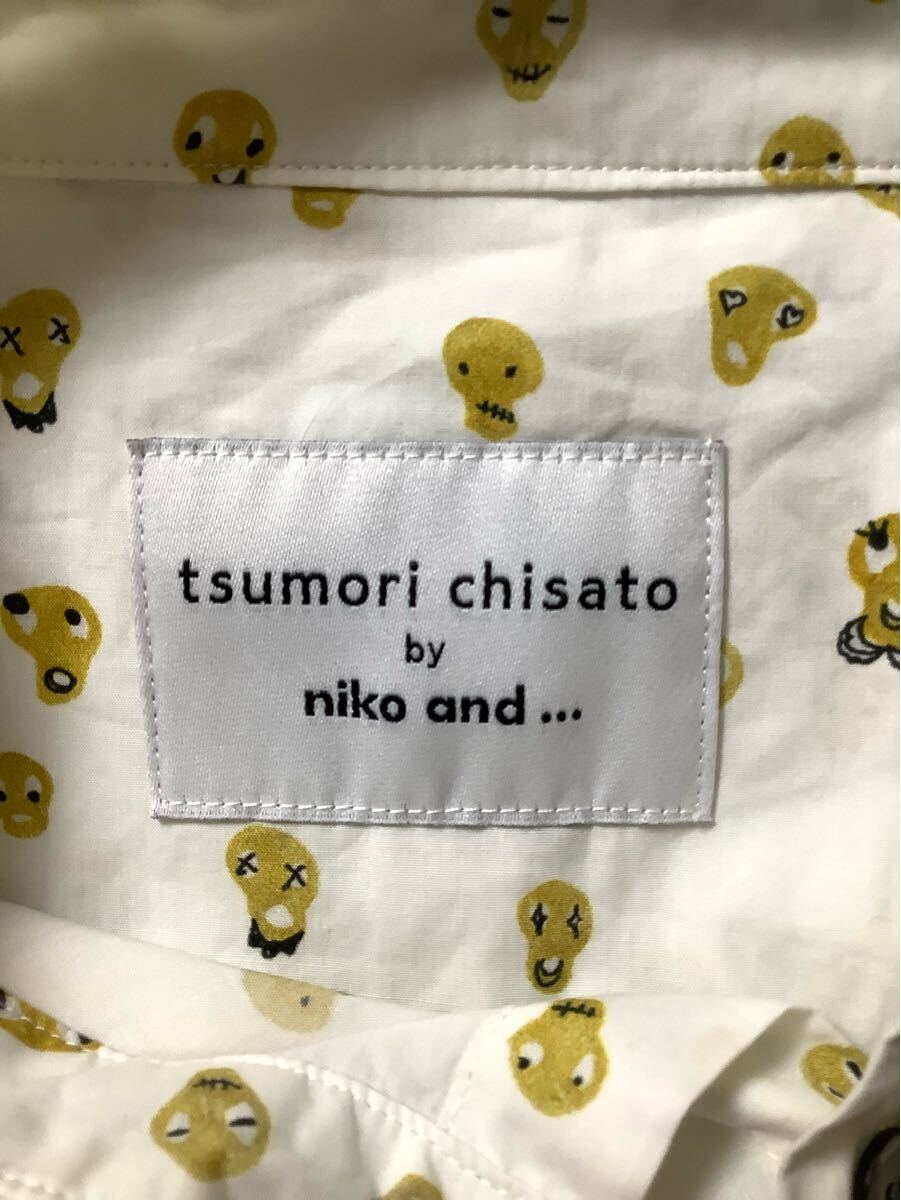 tsumori chisato
by
niko and ...